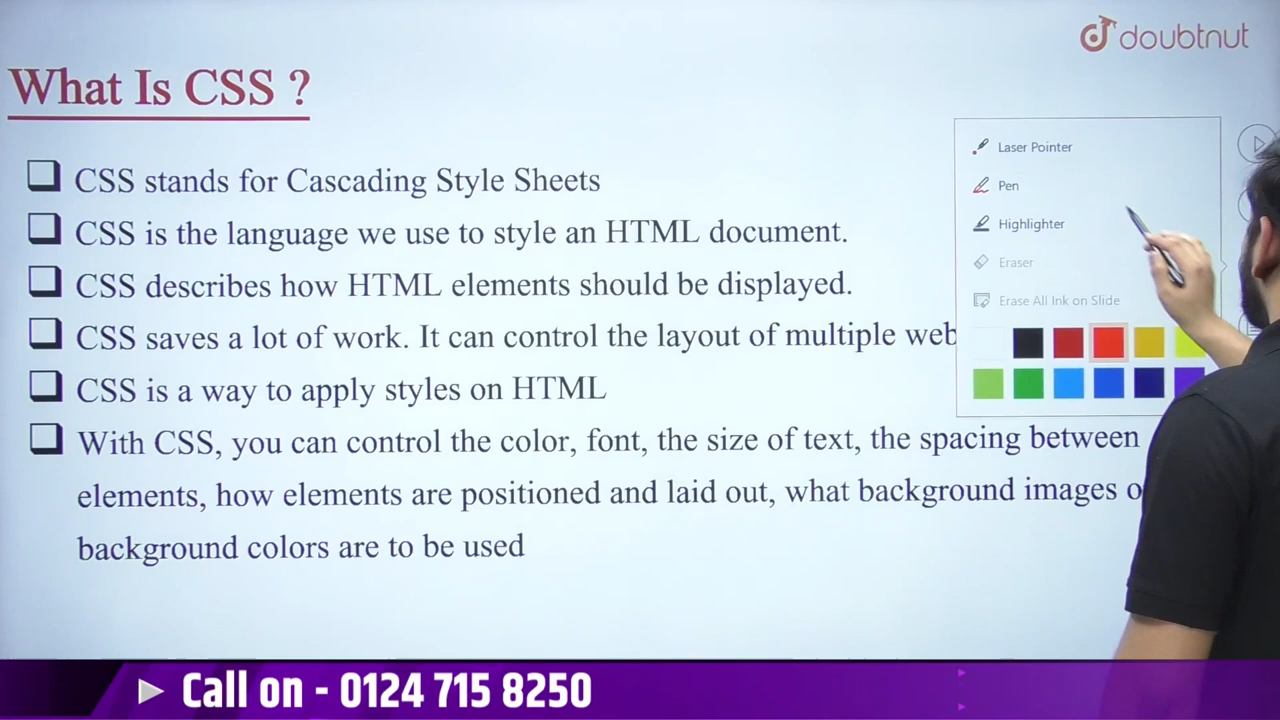 doubtnut
What Is CSS ?
CSS stands for Cascading Style Sheets
CSS is the language we use to style an HTML document.
CSS describes how HTML elements should be displayed.
CSS saves a lot of work. It can control the layout of multiple web
CSS is a way to apply styles on HTML
With CSS, you can control the color, font, the size of text, the spacing between
elements, how elements are positioned and laid out, what background images
background colors are to be used
Laser Pointer
Pen
Highlighter
Eraser
Erase All Ink on Slide
Call on - 0124 715 8250